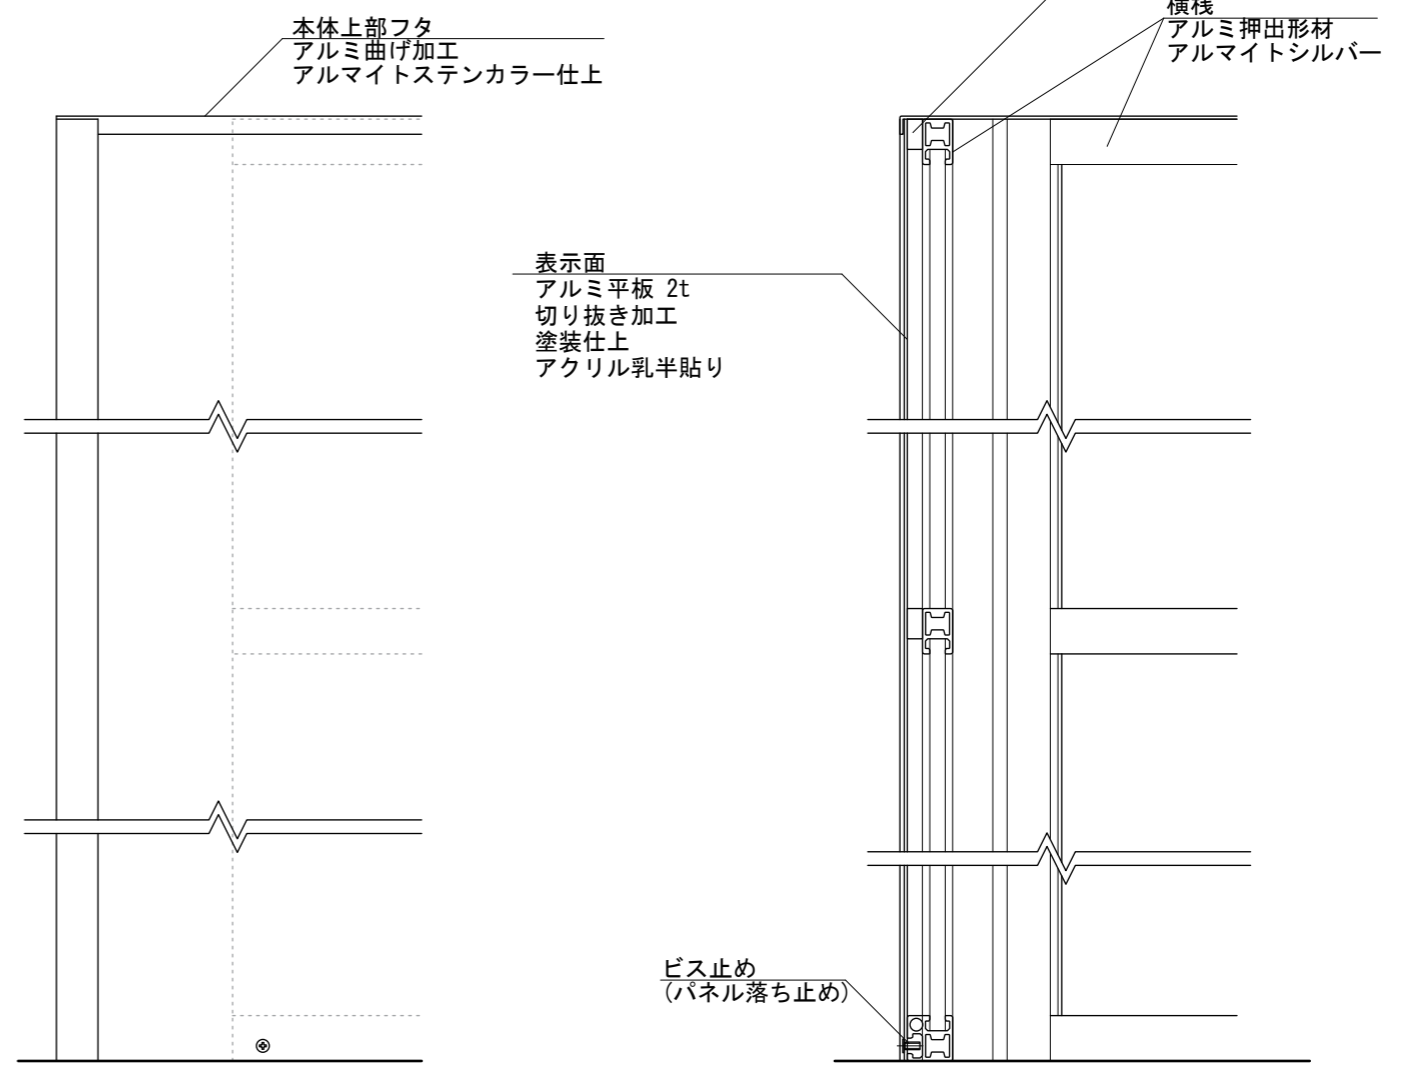 本体上部フタ
アルミ曲げ加工
アルマイトステンカラー仕上
横桟
アルミ押出形材
アルマイトシルバー
表示面
アルミ平板 2t
切り抜き加工
塗装仕上
アクリル乳半貼り
ビス止め
(パネル落ち止め)